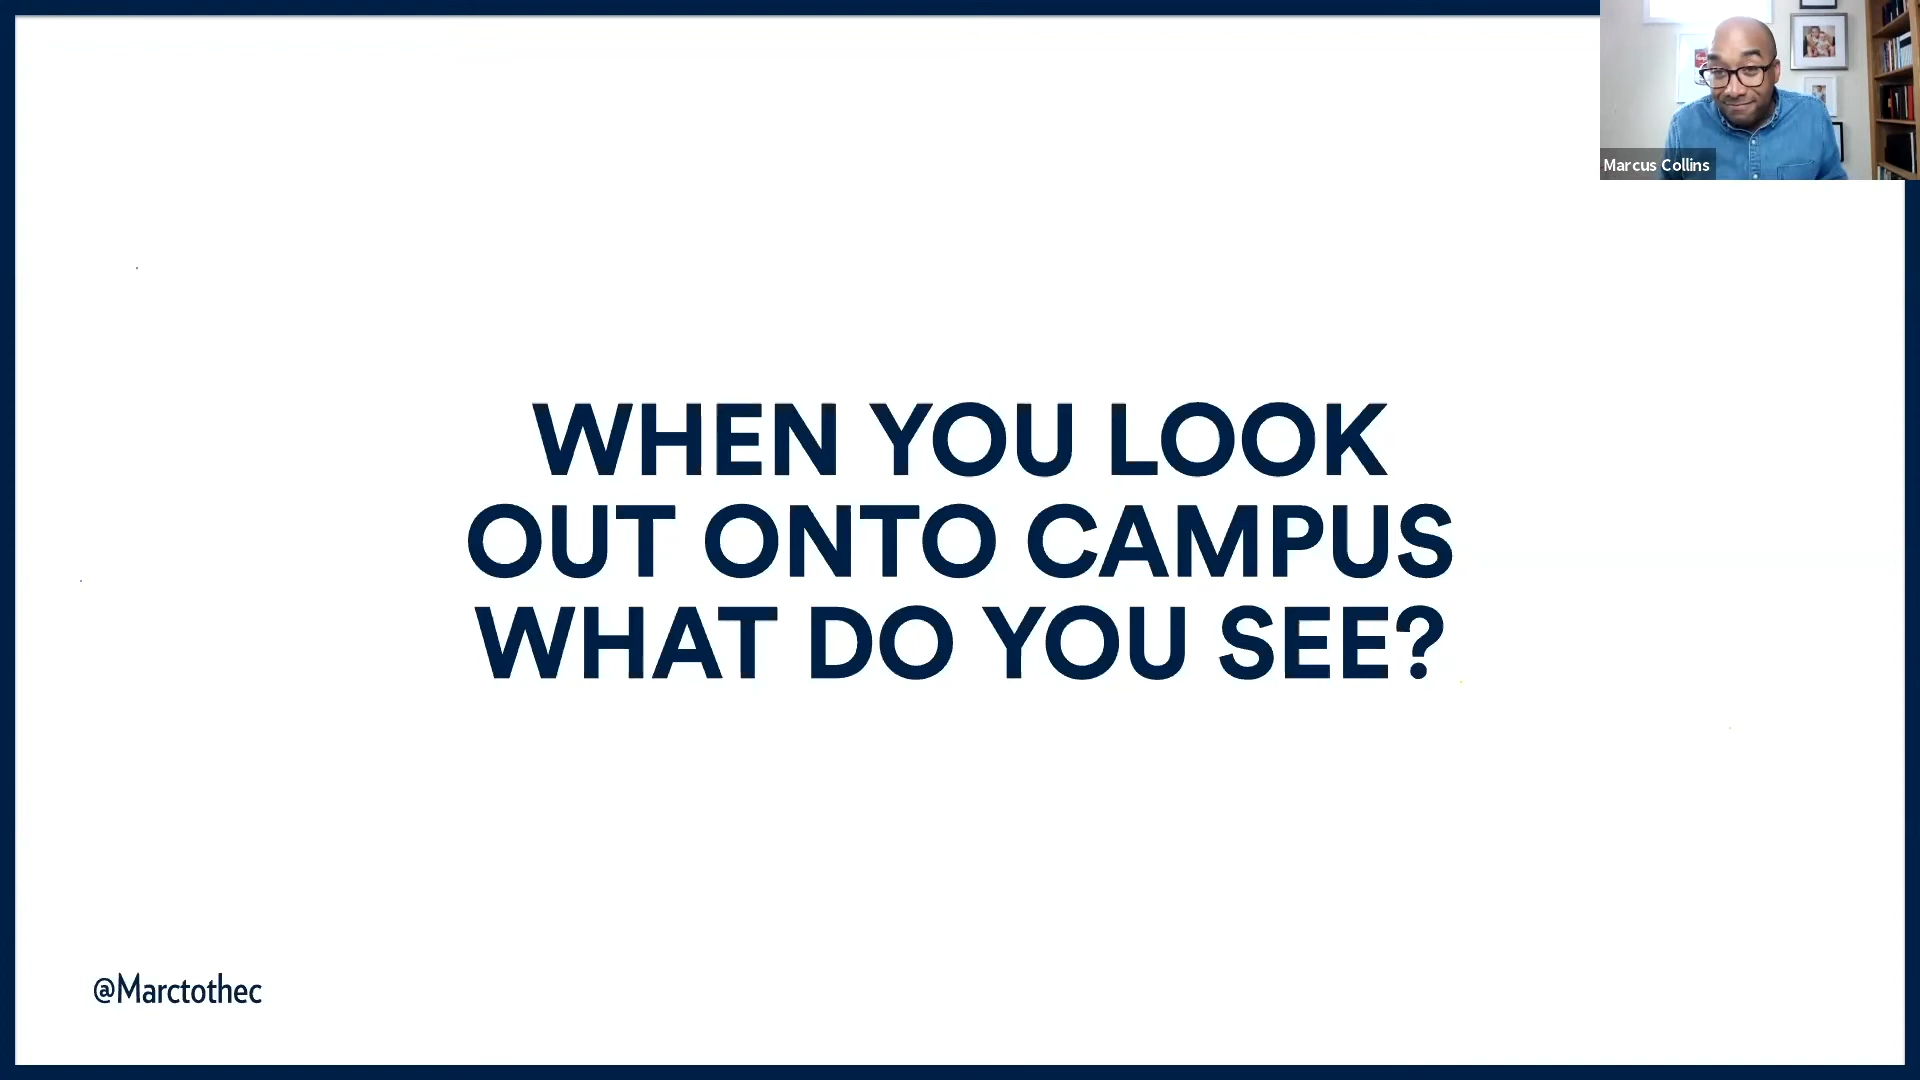 Marcus Collins
WHEN YOU LOOK
OUT ONTO CAMPUS
WHAT DO YOU SEE?
@Marctothec